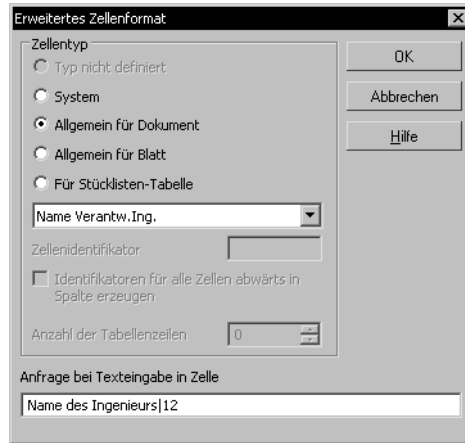 Erweitertes Zellenformat
Zellentyp
Typ nicht definiert
System
Allgemein für Dokument
Allgemein für Blatt
Für Stücklisten-Tabelle
Name Verantw.Ing.
Zellenidentifikator
Identifikatoren für alle Zellen abwärts in
Spalte erzeugen
Anzahl der Tabellenzeilen
0
OK
Abbrechen
Hilfe
Anfrage bei Texteingabe in Zelle
Name des Ingenieurs|12